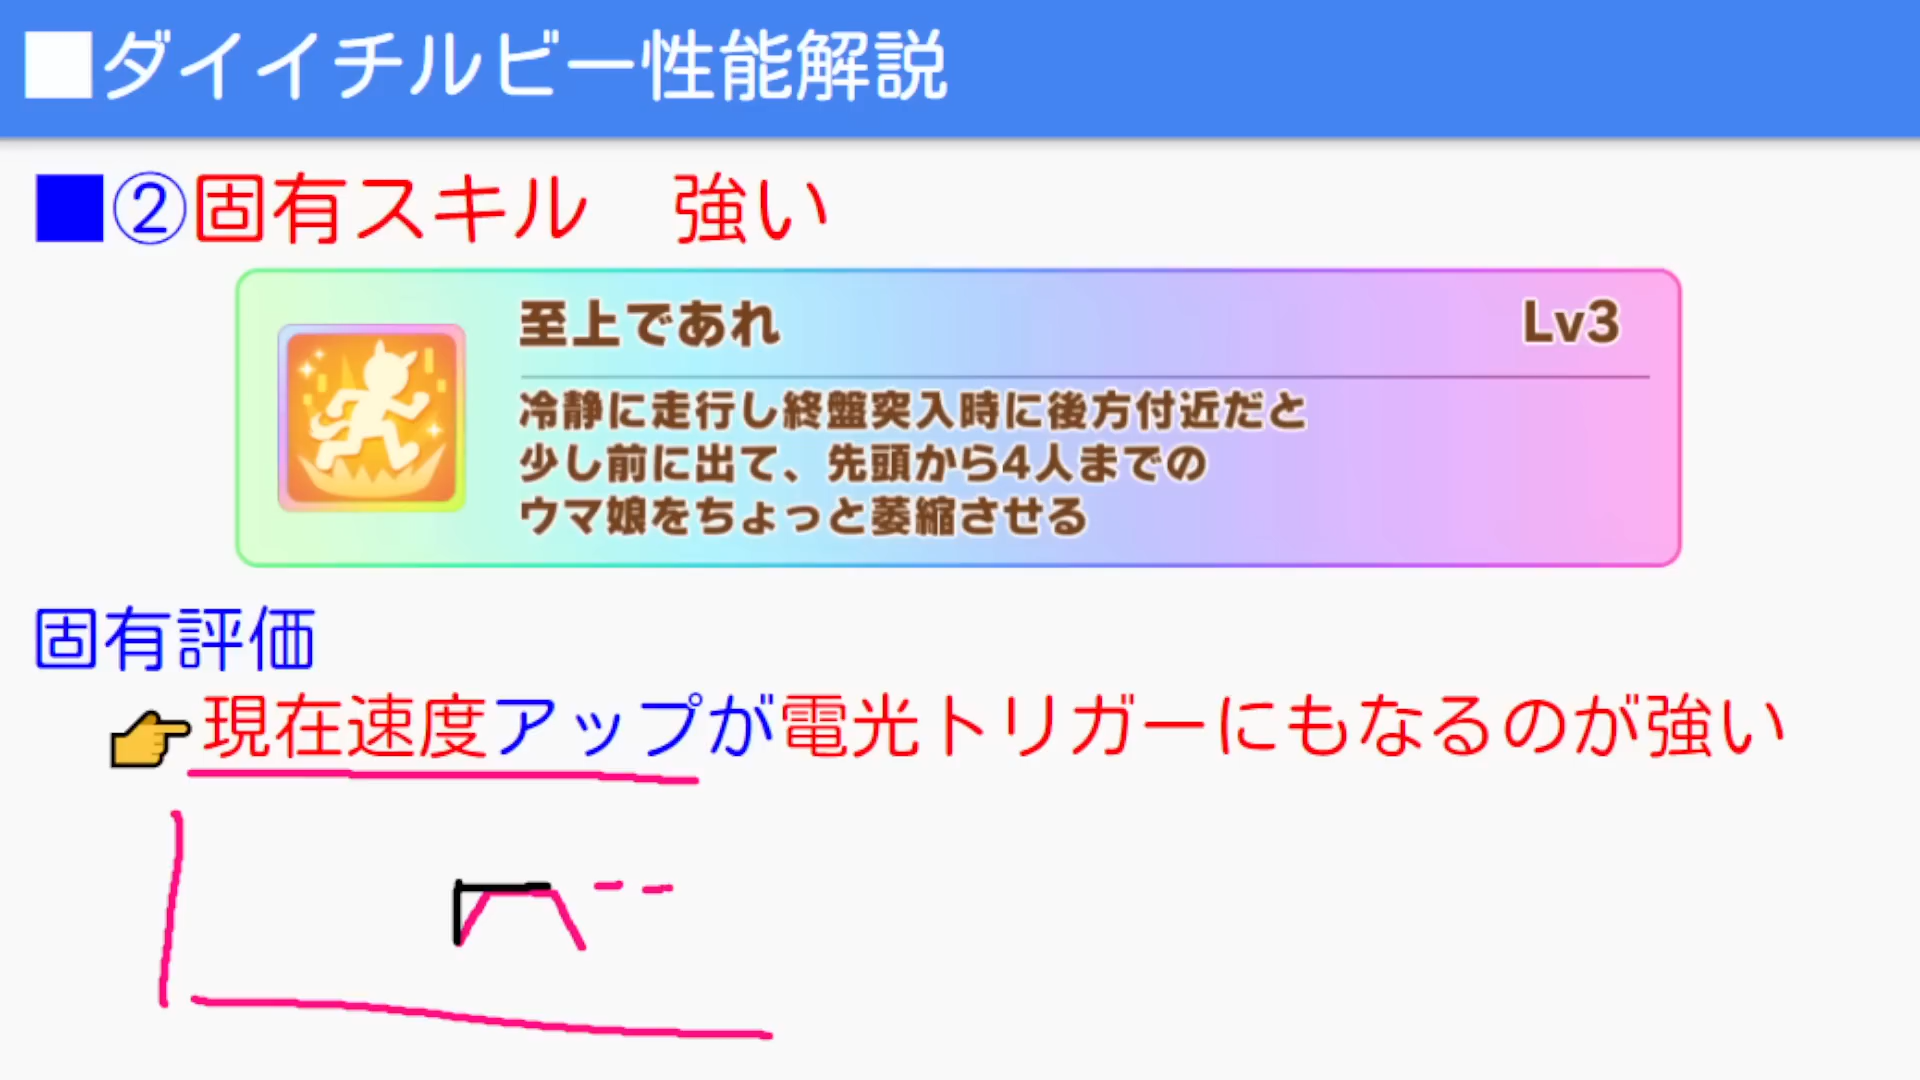 ■ダイイチルビー性能解説
■②固有スキル　強い
至上であれ Lv3
冷静に走行し終盤突入時に後方付近だと
少し前に出て、先頭から4人までの
ウマ娘をちょっと萎縮させる
固有評価
👉現在速度アップが電光トリガーにもなるのが強い